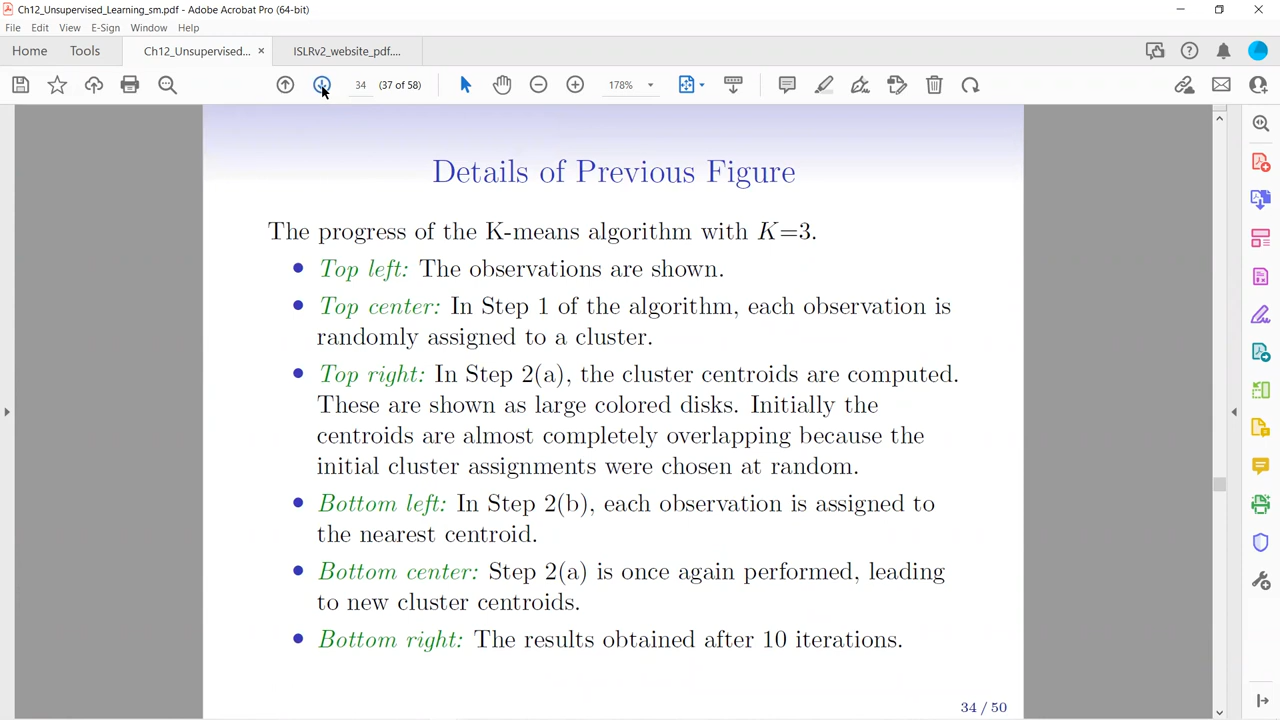 Ch12_Unsupervised_Learning_sm.pdf - Adobe Acrobat Pro (64-bit)
File Edit View E-Sign Window Help
Home Tools Ch12_Unsupervised... × ISLRv2_website_pdf....
34 (37 of 58) 178%
Details of Previous Figure
The progress of the K-means algorithm with K=3.
• Top left: The observations are shown.
• Top center: In Step 1 of the algorithm, each observation is
randomly assigned to a cluster.
• Top right: In Step 2(a), the cluster centroids are computed.
These are shown as large colored disks. Initially the
centroids are almost completely overlapping because the
initial cluster assignments were chosen at random.
• Bottom left: In Step 2(b), each observation is assigned to
the nearest centroid.
• Bottom center: Step 2(a) is once again performed, leading
to new cluster centroids.
• Bottom right: The results obtained after 10 iterations.
34 / 50